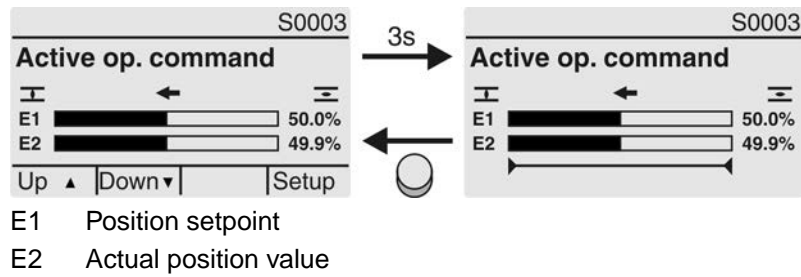 S0003
Active op. command
E1 50.0%
E2 49.9%
Up ▲ Down ▼ Setup
3s
S0003
Active op. command
E1 50.0%
E2 49.9%
E1 Position setpoint
E2 Actual position value